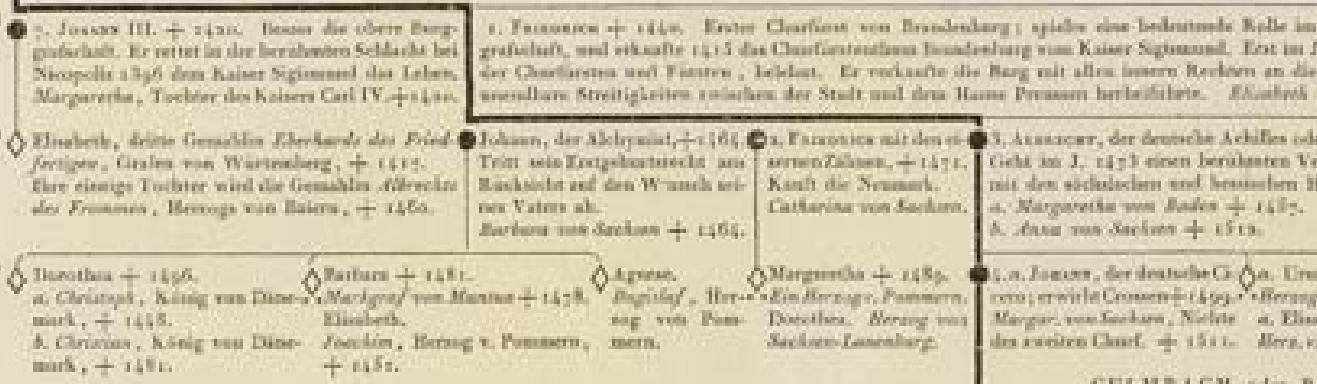 7. Johann III. + 1420. Besass die obere Burg-
grafschaft. Er rettet in der berühmten Schlacht bei
Nicopolis 1396 dem Kaiser Sigismund das Leben.
Margaretha, Tochter des Kaisers Carl IV. + 1410.
1. Friedrich + 1440. Erster Churfürst von Brandenburg; spielte eine bedeutende Rolle im
grafschaft, und erkaufte 1415 das Churfürstenthum Brandenburg vom Kaiser Sigismund. Erst im J
der Churfürsten und Fürsten, belehnt. Er verkaufte die Burg mit allen innern Rechten an die
unendbare Streitigkeiten zwischen der Stadt und dem Hause Preussen herbeiführte. Elisabeth
Elisabeth, dritte Gemahlin Eberhards des Fried-
fertigen, Grafen von Wurtemberg, + 1417.
Ihre einzige Tochter wird die Gemahlin Albrechts
des Frommen, Herzogs von Baiern, + 1460.
Johann, der Alchymist, + 1464.
Tritt sein Erstgeburtsrecht aus
Rücksicht auf den Wunsch sei-
nes Vaters ab.
Barbara von Sachsen + 1465.
2. Friedrich mit den ei-
sernen Zähnen, + 1471.
Kauft die Neumark.
Catharina von Sachsen.
3. Albrecht, der deutsche Achilles ode
Geht im J. 1473 einen berühmten Ve
mit den sächsischen und hessischen H
a. Margaretha von Baden + 1457.
b. Anna von Sachsen + 1512.
Dorothea + 1496.
a. Christoph, König von Däne-
mark, + 1448.
b. Christian, König von Däne-
mark, + 1481.
Barbara + 1481.
Markgraf von Mantua + 1478.
Elisabeth.
Joachim, Herzog v. Pommern,
+ 1451.
Agnese.
Bogislaf, Her-
zog von Pom-
mern.
Margaretha + 1489.
Ein Herzog v. Pommern.
Dorothea. Herzog von
Sachsen-Lauenburg.
4. a. Johann, der deutsche Ci-
cero; erwirbt Crossen + 1499.
Margar. von Sachsen, Nichte
des zweiten Churf. + 1511.
a. Urs
Herzog
a. Elis
Herz. v.